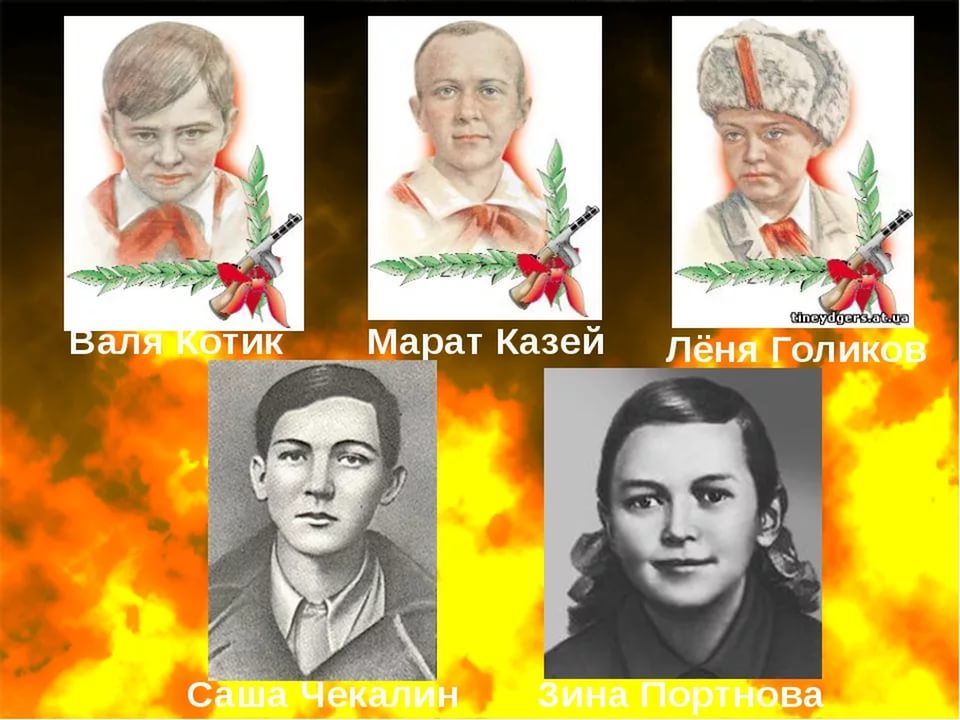 tineydgers.at.ua
Валя Котик
Марат Казей
Лёня Голиков
Саша Чекалин
Зина Портнова